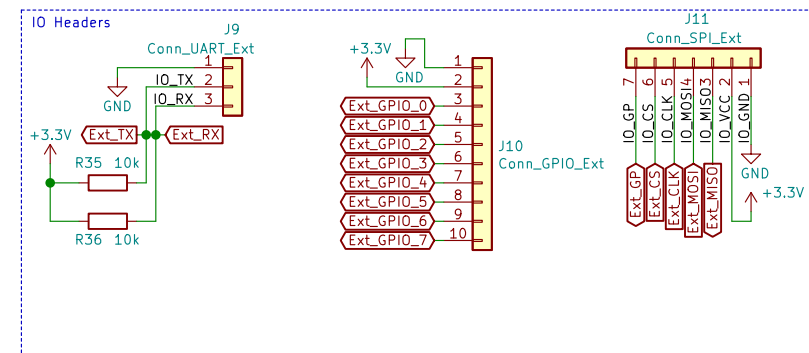 IO Headers
J9
Conn_UART_Ext
1
IO_TX 2
IO_RX 3
GND
Ext_TX
Ext_RX
+3.3V
R35 10k
R36 10k
+3.3V
GND
1
2
Ext_GPIO_0 3
Ext_GPIO_1 4
Ext_GPIO_2 5
Ext_GPIO_3 6
Ext_GPIO_4 7
Ext_GPIO_5 8
Ext_GPIO_6 9
Ext_GPIO_7 10
J10
Conn_GPIO_Ext
J11
Conn_SPI_Ext
IO_GP 7
IO_CS 6
IO_CLK 5
IO_MOSI 4
IO_MISO 3
IO_VCC 2
IO_GND 1
Ext_GP
Ext_CS
Ext_CLK
Ext_MOSI
Ext_MISO
GND
+3.3V